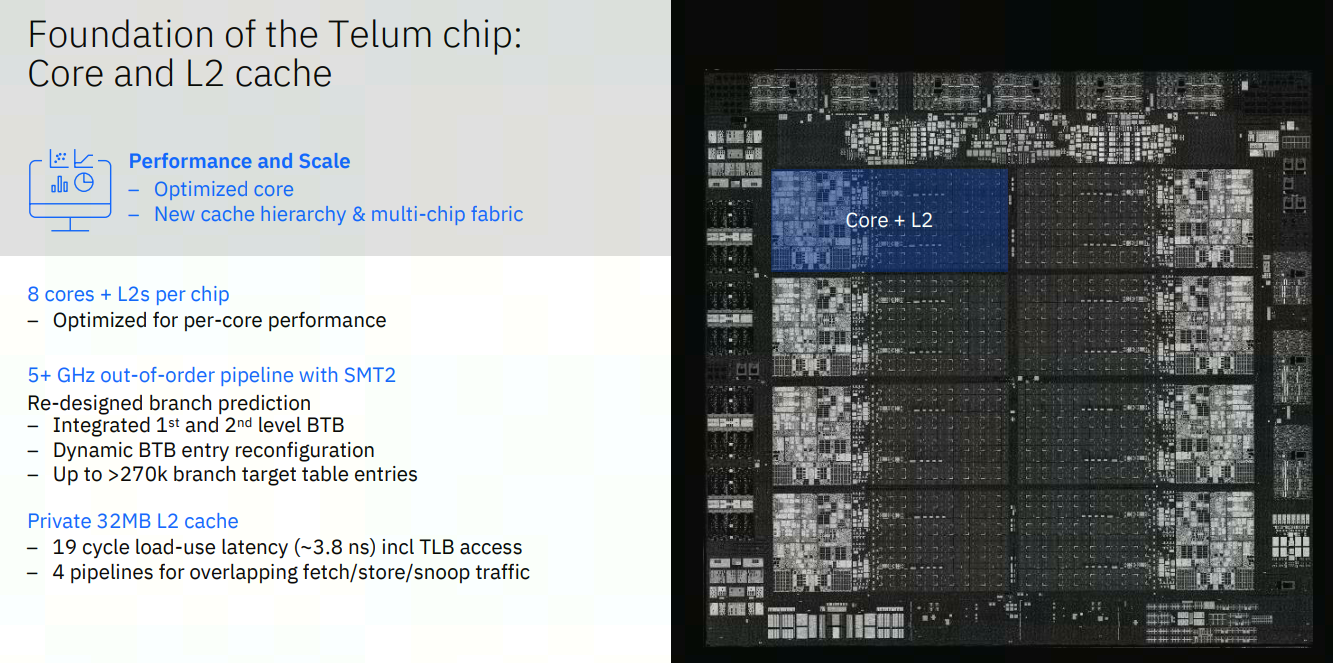 Foundation of the Telum chip:
Core and L2 cache
Performance and Scale
– Optimized core
– New cache hierarchy & multi-chip fabric
8 cores + L2s per chip
– Optimized for per-core performance
5+ GHz out-of-order pipeline with SMT2
Re-designed branch prediction
– Integrated 1st and 2nd level BTB
– Dynamic BTB entry reconfiguration
– Up to >270k branch target table entries
Private 32MB L2 cache
– 19 cycle load-use latency (~3.8 ns) incl TLB access
– 4 pipelines for overlapping fetch/store/snoop traffic
Core + L2